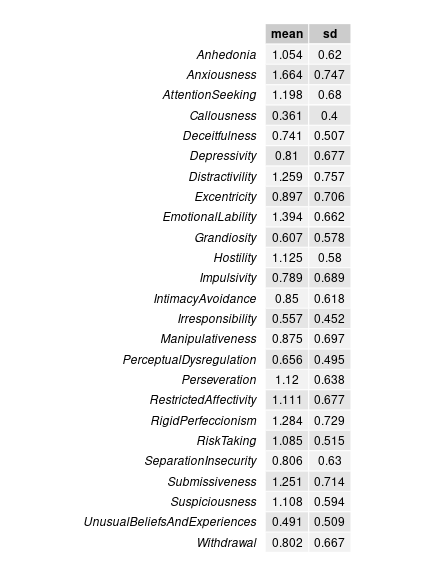 mean sd
Anhedonia 1.054 0.62
Anxiousness 1.664 0.747
AttentionSeeking 1.198 0.68
Callousness 0.361 0.4
Deceitfulness 0.741 0.507
Depressivity 0.81 0.677
Distractivility 1.259 0.757
Excentricity 0.897 0.706
EmotionalLability 1.394 0.662
Grandiosity 0.607 0.578
Hostility 1.125 0.58
Impulsivity 0.789 0.689
IntimacyAvoidance 0.85 0.618
Irresponsibility 0.557 0.452
Manipulativeness 0.875 0.697
PerceptualDysregulation 0.656 0.495
Perseveration 1.12 0.638
RestrictedAffectivity 1.111 0.677
RigidPerfeccionism 1.284 0.729
RiskTaking 1.085 0.515
SeparationInsecurity 0.806 0.63
Submissiveness 1.251 0.714
Suspiciousness 1.108 0.594
UnusualBeliefsAndExperiences 0.491 0.509
Withdrawal 0.802 0.667